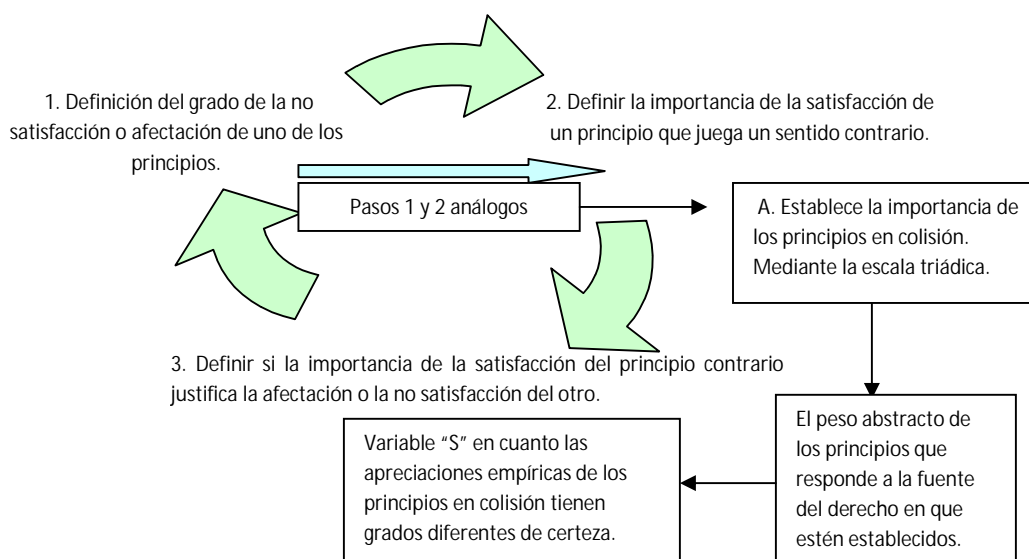 1. Definición del grado de la no
satisfacción o afectación de uno de los
principios.
2. Definir la importancia de la satisfacción de
un principio que juega un sentido contrario.
Pasos 1 y 2 análogos
A. Establece la importancia de
los principios en colisión.
Mediante la escala triádica.
3. Definir si la importancia de la satisfacción del principio contrario
justifica la afectación o la no satisfacción del otro.
El peso abstracto de
los principios que
responde a la fuente
del derecho en que
estén establecidos.
Variable “S” en cuanto las
apreciaciones empíricas de los
principios en colisión tienen
grados diferentes de certeza.